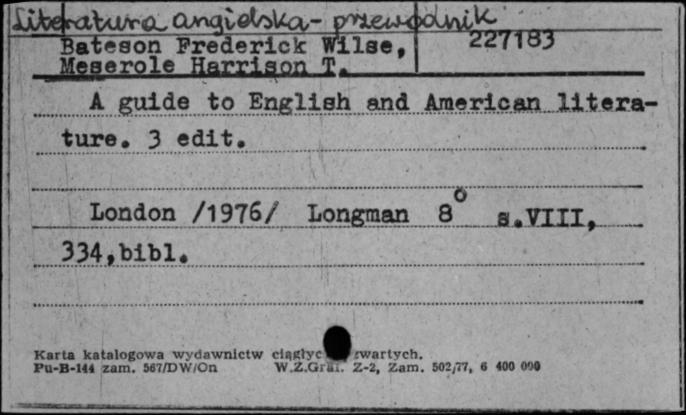 Literatura angielska - przewodnik
Bateson Frederick Wilse, 227183
Meserole Harrison T.
A guide to English and American litera-
ture. 3 edit.
London /1976/ Longman 8° s.VIII,
334,bibl.
Karta katalogowa wydawnictw zwartych.
Pu-B-144 zam. 567/DW/On W.Z.Graf. Z-2, Zam. 502/77, 6 400 000